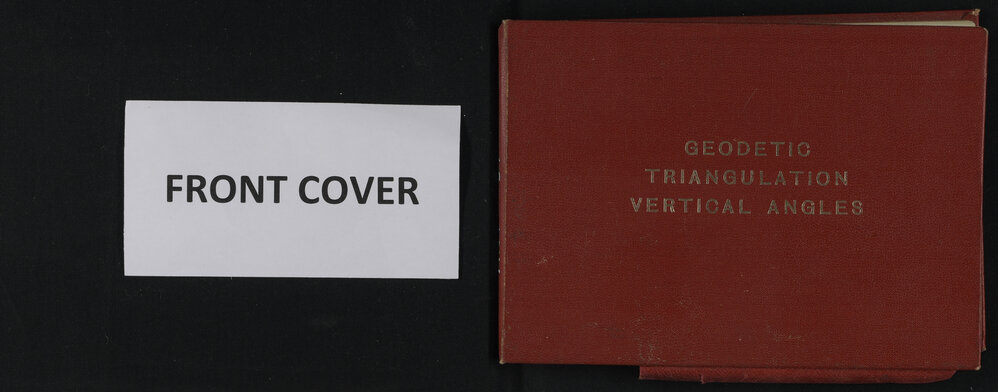 FRONT COVER
GEODETIC
TRIANGULATION
VERTICAL ANGLES